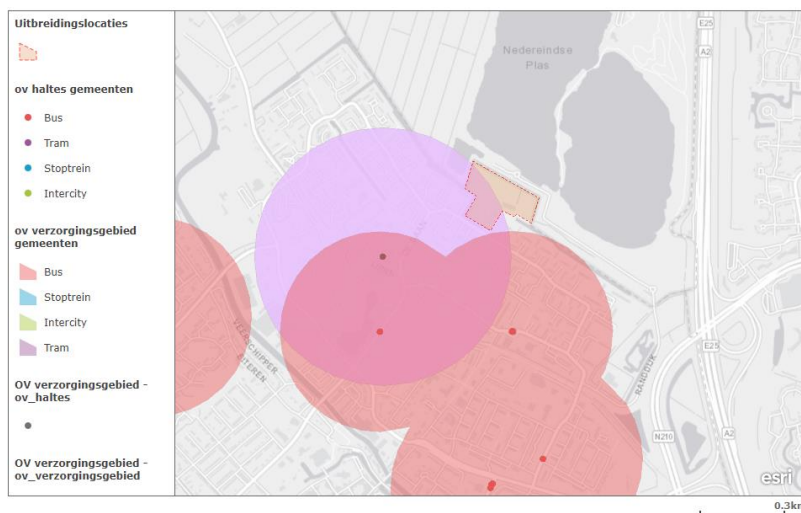 Uitbreidingslocaties
ov haltes gemeenten
Bus
Tram
Stoptrein
Intercity
ov verzorgingsgebied
gemeenten
Bus
Stoptrein
Intercity
Tram
OV verzorgingsgebied -
ov_haltes
OV verzorgingsgebied -
ov_verzorgingsgebied
Nedereindse
Plas
E25
A2
E25
A2
N210
esri
0.3km